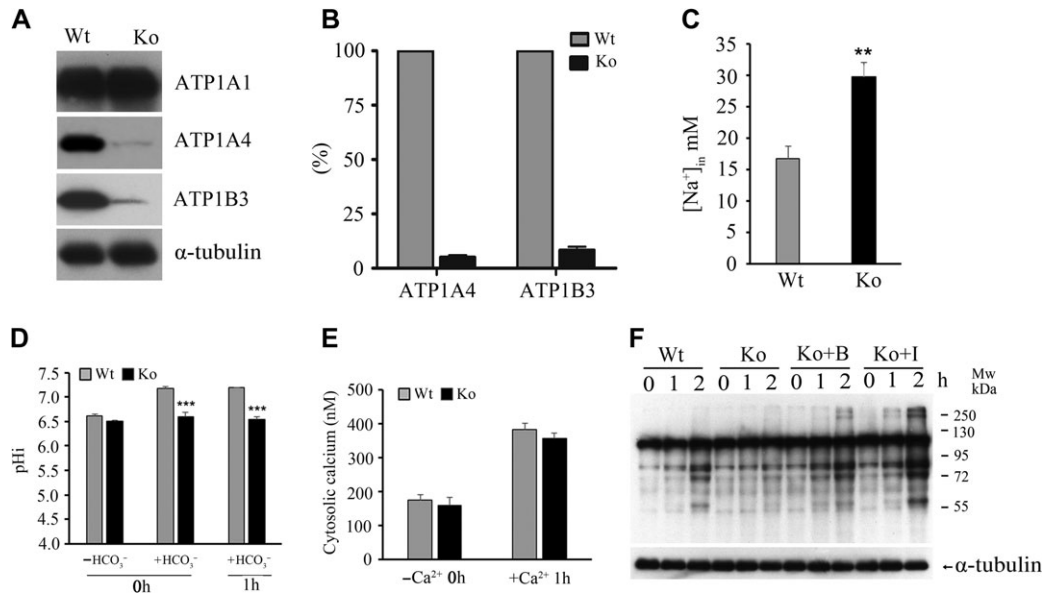 A
Wt Ko
ATP1A1
ATP1A4
ATP1B3
α-tubulin
B
100
75
50
25
0
(%)
Wt
Ko
ATP1A4 ATP1B3
C
35
30
25
20
15
10
5
0
[Na⁺]in mM
**
Wt Ko
D
Wt Ko
7.5
7.0
6.5
6.0
5.5
5.0
4.5
4.0
pHi
***
***
−HCO₃⁻ +HCO₃⁻ +HCO₃⁻
0h 1h
E
Wt Ko
500
400
300
200
100
0
Cytosolic calcium (nM)
−Ca²⁺ 0h +Ca²⁺ 1h
F
Wt Ko Ko+B Ko+I
0 1 2 0 1 2 0 1 2 0 1 2 h
Mw
kDa
- 250
- 130
- 95
- 72
- 55
←α-tubulin